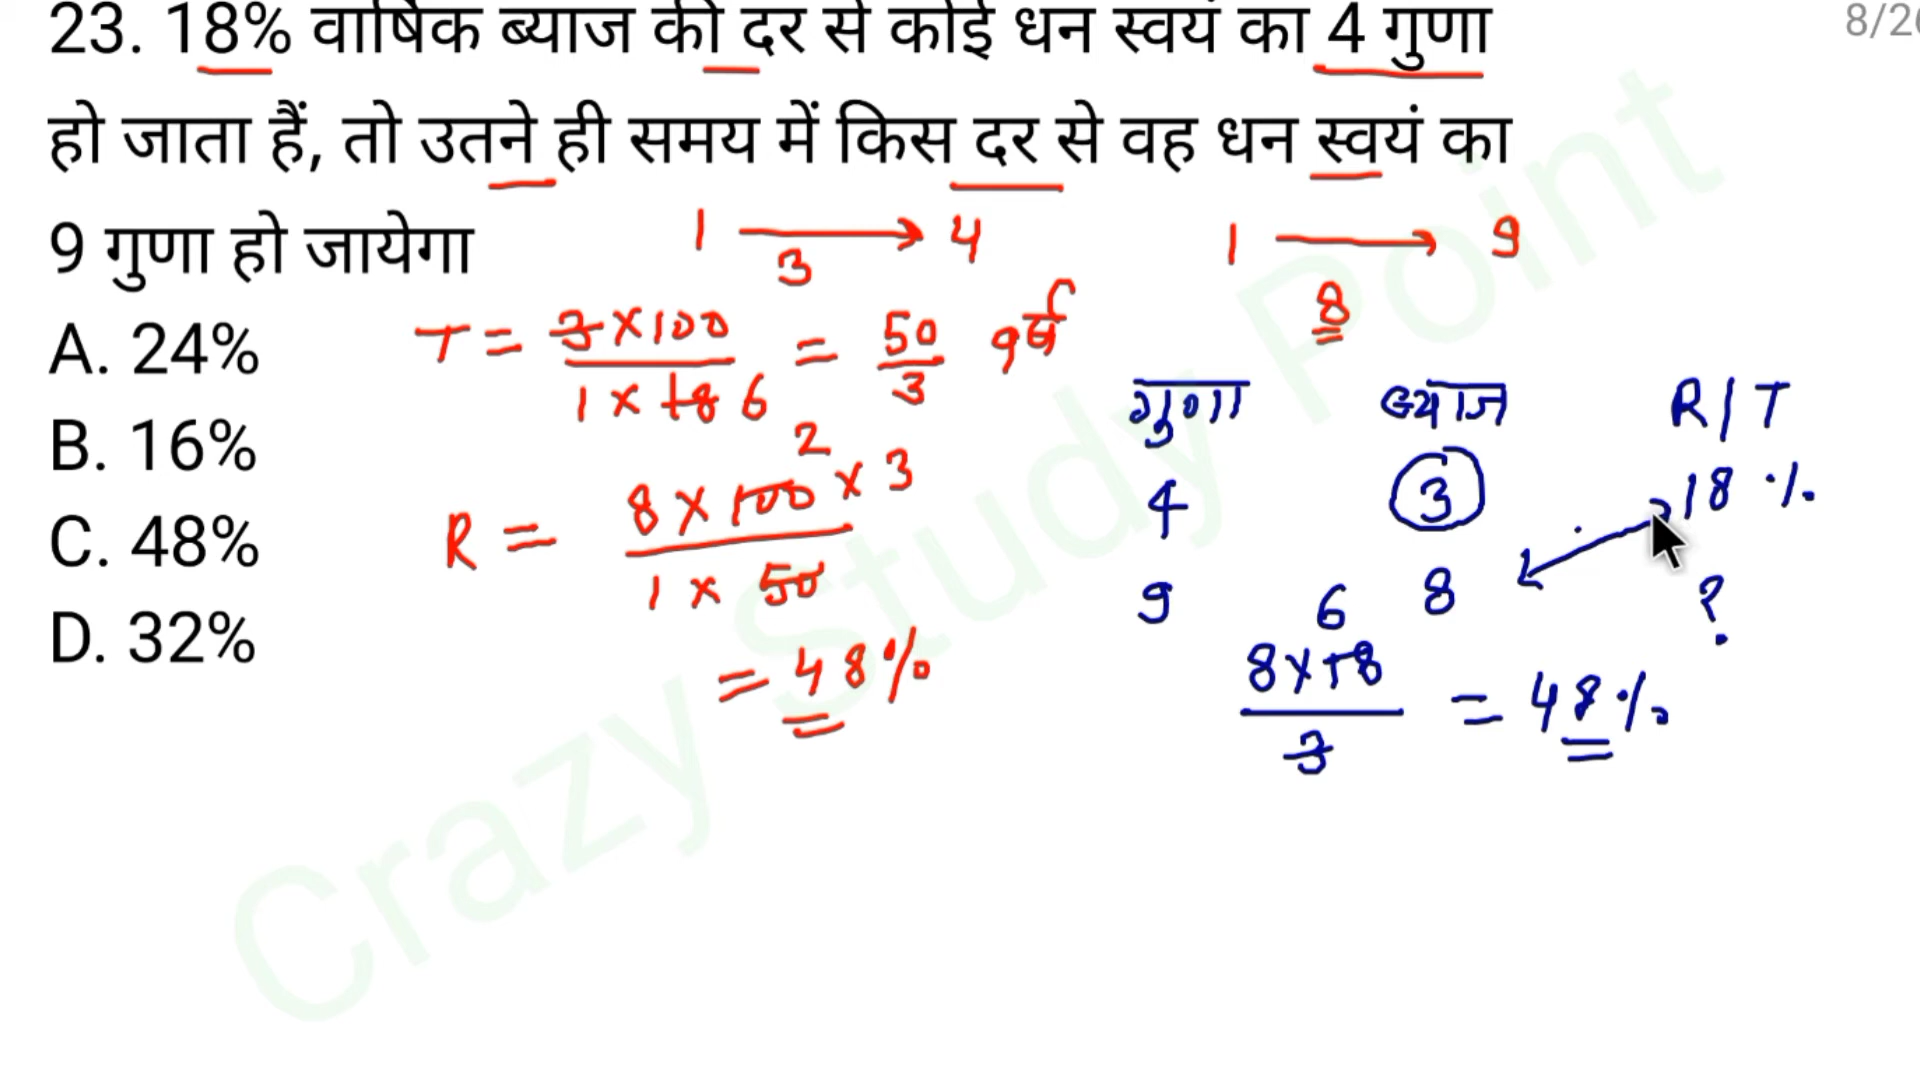 23. 18% वार्षिक ब्याज की दर से कोई धन स्वयं का 4 गुणा
हो जाता हैं, तो उतने ही समय में किस दर से वह धन स्वयं का
9 गुणा हो जायेगा
A. 24%
B. 16%
C. 48%
D. 32%
1 → 4
3
T = 3 × 100 / 1 × 18 6 = 50 / 3 वर्ष
R = 8 × 100 2 × 3 / 1 × 50
= 48%
1 → 9
8
गुणा ब्याज R/T
4 3 18 %
9 8 ?
6
8 × 18 / 3 = 48%
8/20
Crazy Study Point